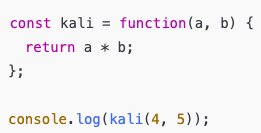 const kali = function(a, b) {
  return a * b;
};

console.log(kali(4, 5));